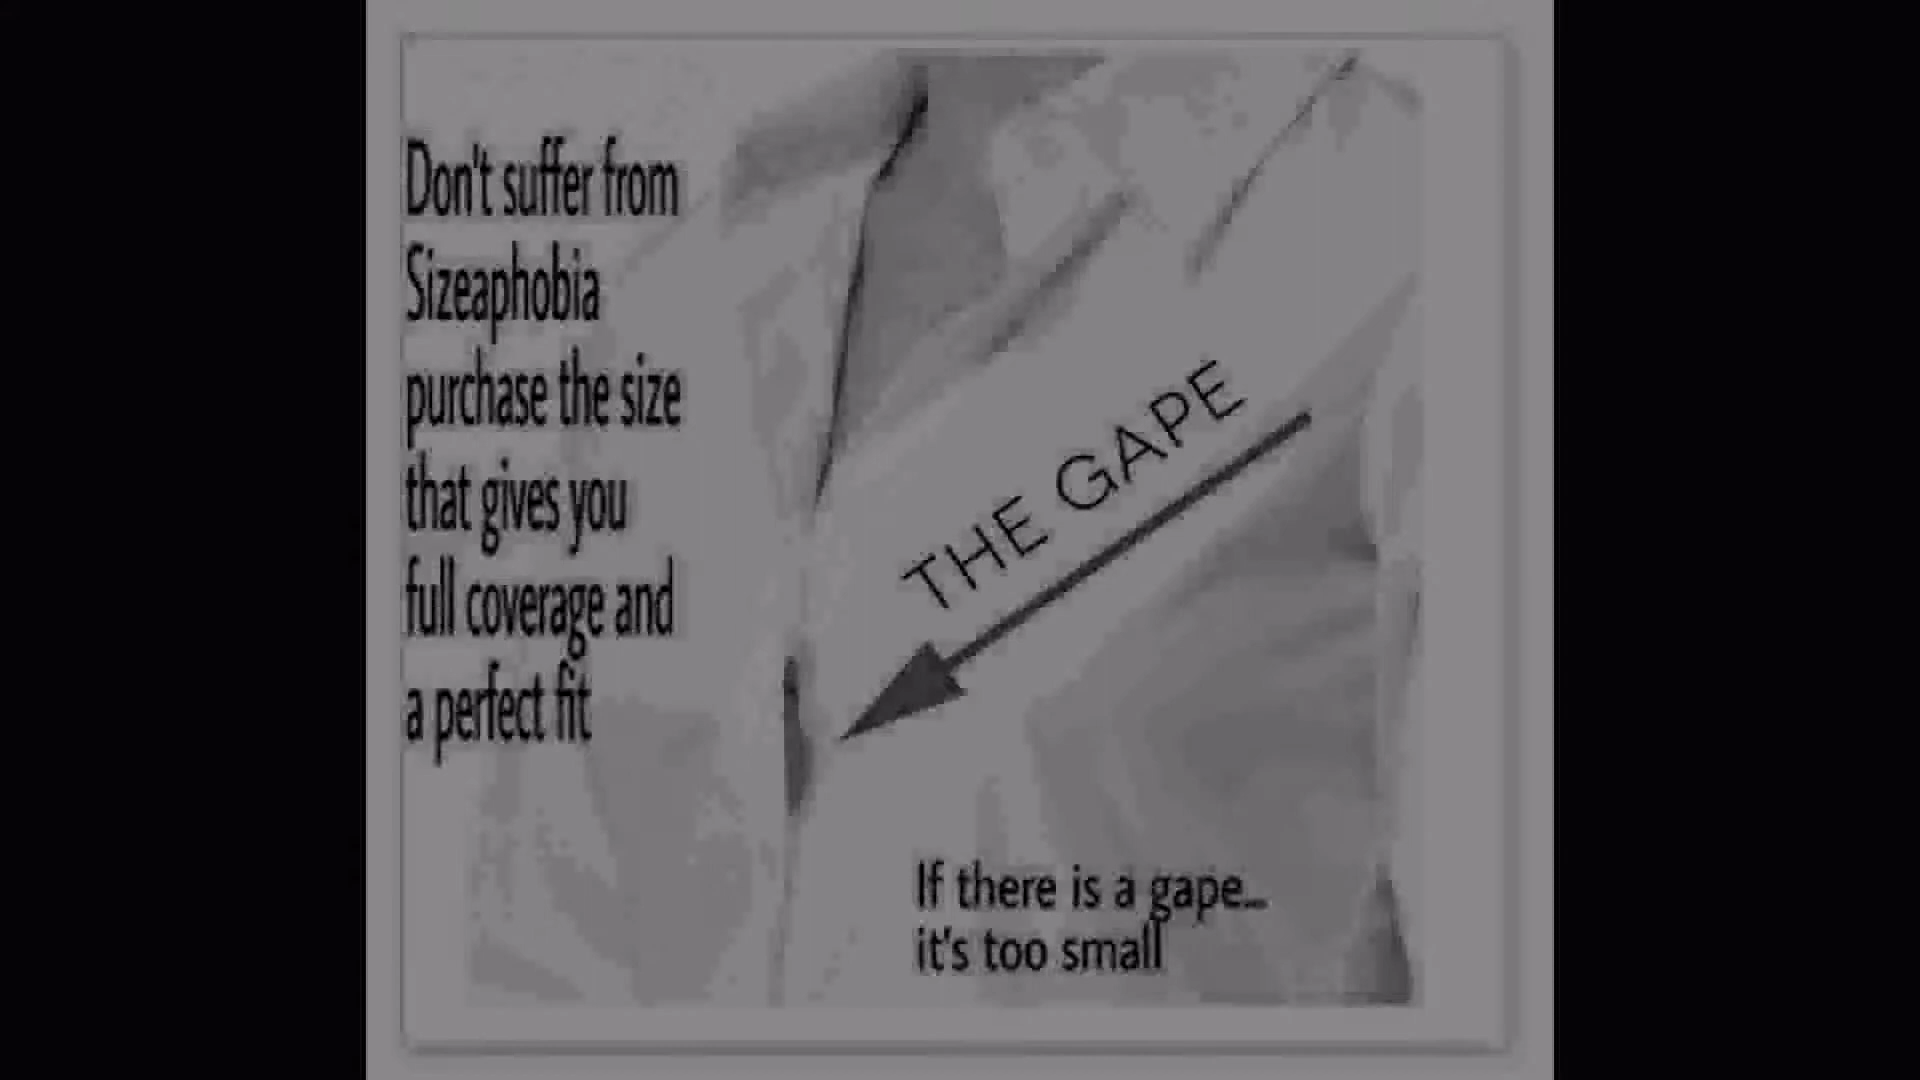 Don't suffer from
Sizeaphobia
purchase the size
that gives you
full coverage and
a perfect fit
THE GAPE
If there is a gape...
it's too small